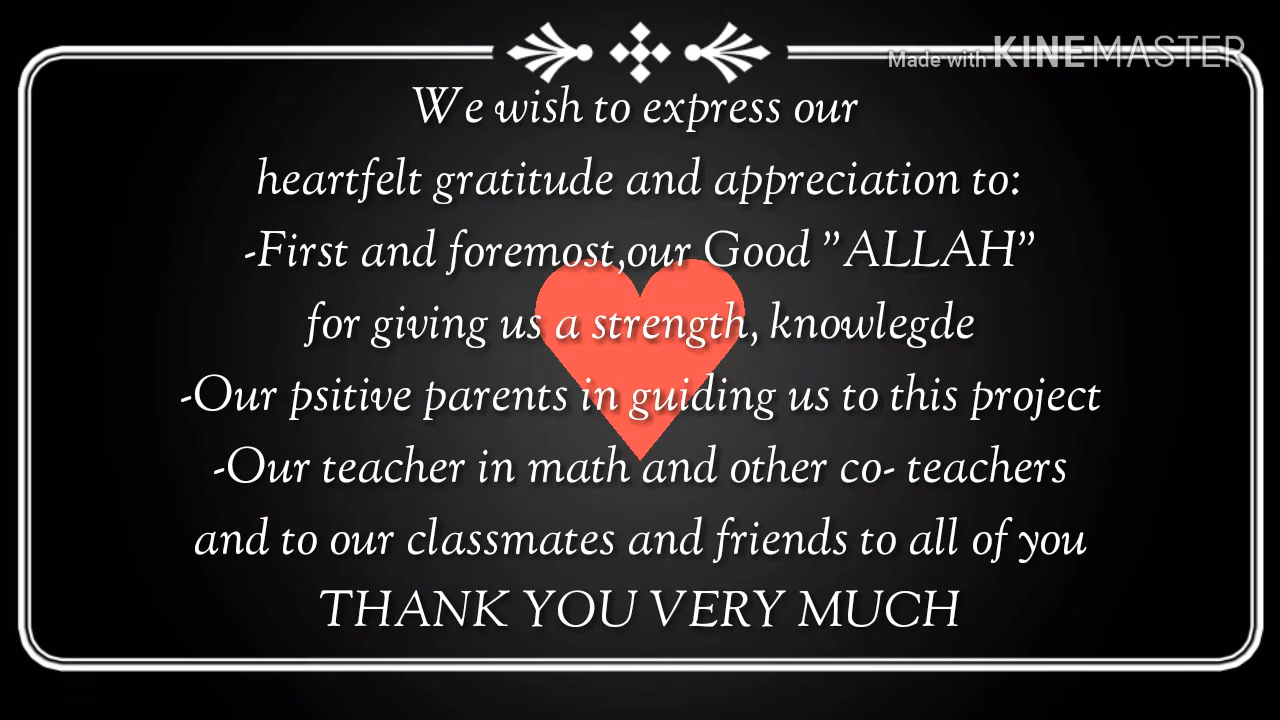 Made with KINEMASTER
We wish to express our
heartfelt gratitude and appreciation to:
-First and foremost,our Good "ALLAH"
for giving us a strength, knowlegde
-Our psitive parents in guiding us to this project
-Our teacher in math and other co- teachers
and to our classmates and friends to all of you
THANK YOU VERY MUCH